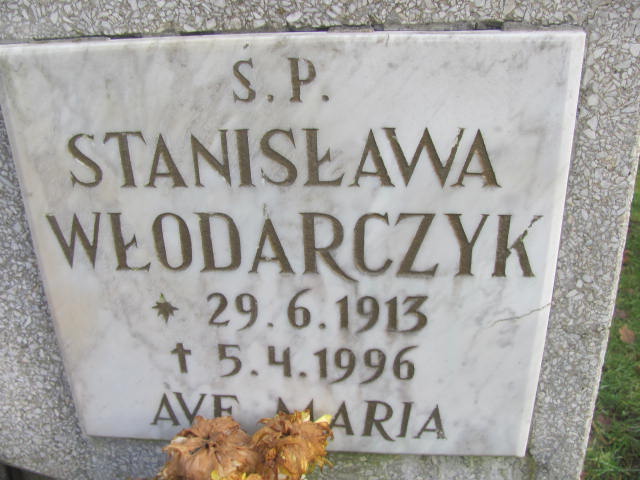 Ś.P.
STANISŁAWA
WŁODARCZYK
* 29.6.1913
† 5.4.1996
AVE MARIA